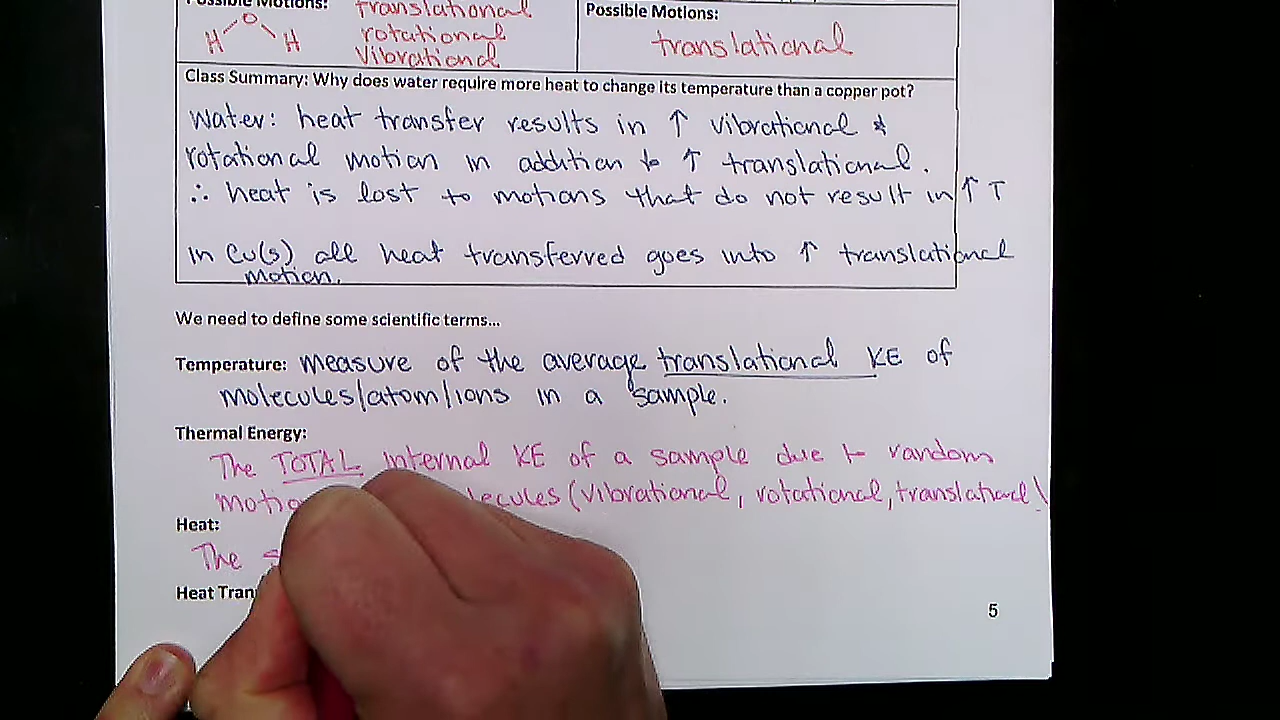 Possible Motions: translational
rotational
Vibrational
O
H H
Possible Motions:
translational
Class Summary: Why does water require more heat to change its temperature than a copper pot?
Water: heat transfer results in ↑ vibrational &
rotational motion in addition to ↑ translational.
∴ heat is lost to motions that do not result in ↑ T
In Cu(s) all heat transferred goes into ↑ translational
motion.
We need to define some scientific terms...
Temperature: measure of the average translational KE of
molecules/atom/ions in a sample.
Thermal Energy:
The TOTAL internal KE of a sample due to random
motio lecules (vibrational, rotational, translational)
Heat:
The s
Heat Tran
5